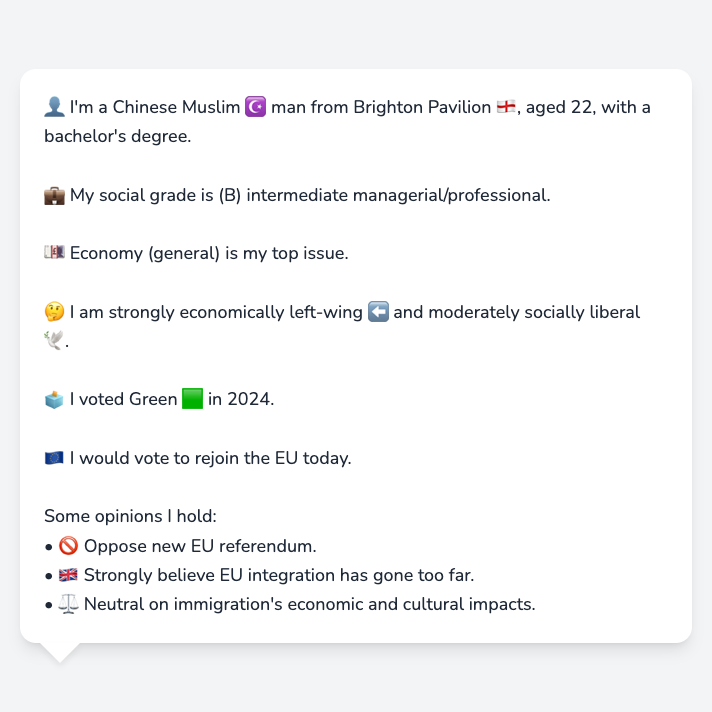 👤 I'm a Chinese Muslim ☪️ man from Brighton Pavilion 🏴󠁧󠁢󠁥󠁮󠁧󠁿, aged 22, with a
bachelor's degree.
💼 My social grade is (B) intermediate managerial/professional.
💷 Economy (general) is my top issue.
🤔 I am strongly economically left-wing ⬅️ and moderately socially liberal
🕊️.
🗳️ I voted Green 🟩 in 2024.
🇪🇺 I would vote to rejoin the EU today.
Some opinions I hold:
• 🚫 Oppose new EU referendum.
• 🇬🇧 Strongly believe EU integration has gone too far.
• ⚖️ Neutral on immigration's economic and cultural impacts.